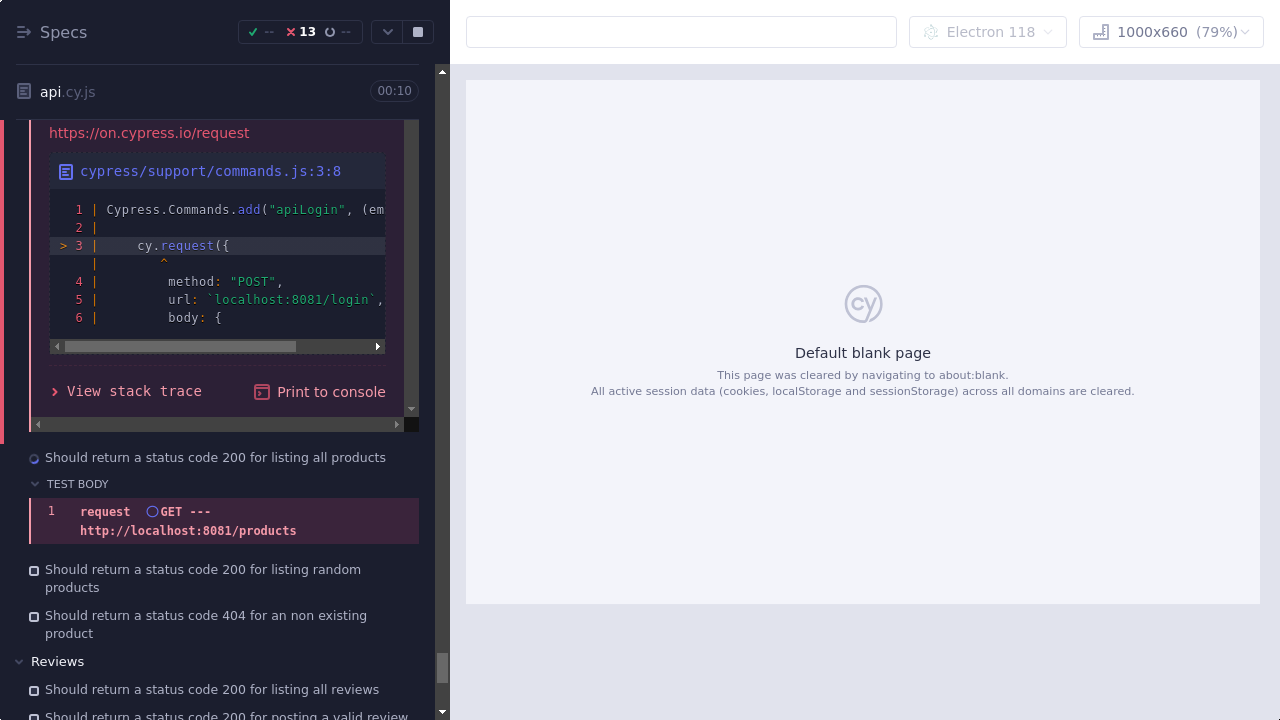 Specs
-- 13 --
api.cy.js
00:10
https://on.cypress.io/request
cypress/support/commands.js:3:8
1 | Cypress.Commands.add("apiLogin", (em
2 |
> 3 |     cy.request({
|        ^
4 |         method: "POST",
5 |         url: `localhost:8081/login`,
6 |         body: {
View stack trace
Print to console
Should return a status code 200 for listing all products
TEST BODY
1 request GET ---
http://localhost:8081/products
Should return a status code 200 for listing random
products
Should return a status code 404 for an non existing
product
Reviews
Should return a status code 200 for listing all reviews
Should return a status code 200 for posting a valid review
Electron 118
1000x660 (79%)
cy
Default blank page
This page was cleared by navigating to about:blank.
All active session data (cookies, localStorage and sessionStorage) across all domains are cleared.